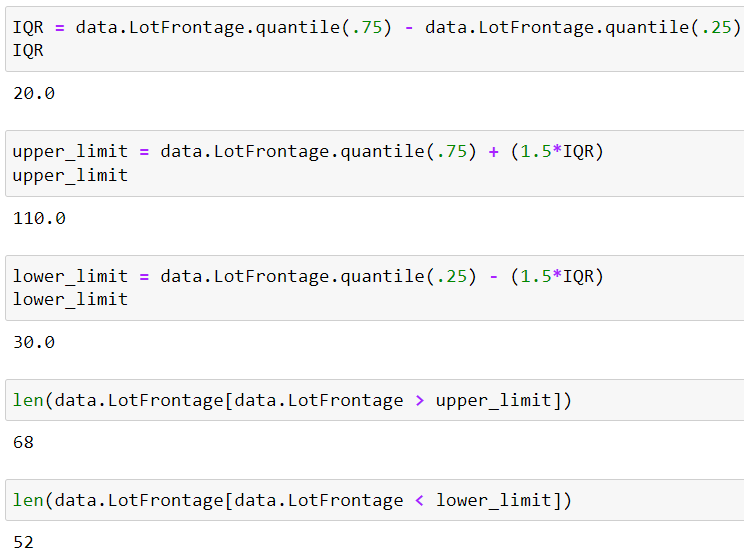 IQR = data.LotFrontage.quantile(.75) - data.LotFrontage.quantile(.25)
IQR
20.0
upper_limit = data.LotFrontage.quantile(.75) + (1.5*IQR)
upper_limit
110.0
lower_limit = data.LotFrontage.quantile(.25) - (1.5*IQR)
lower_limit
30.0
len(data.LotFrontage[data.LotFrontage > upper_limit])
68
len(data.LotFrontage[data.LotFrontage < lower_limit])
52